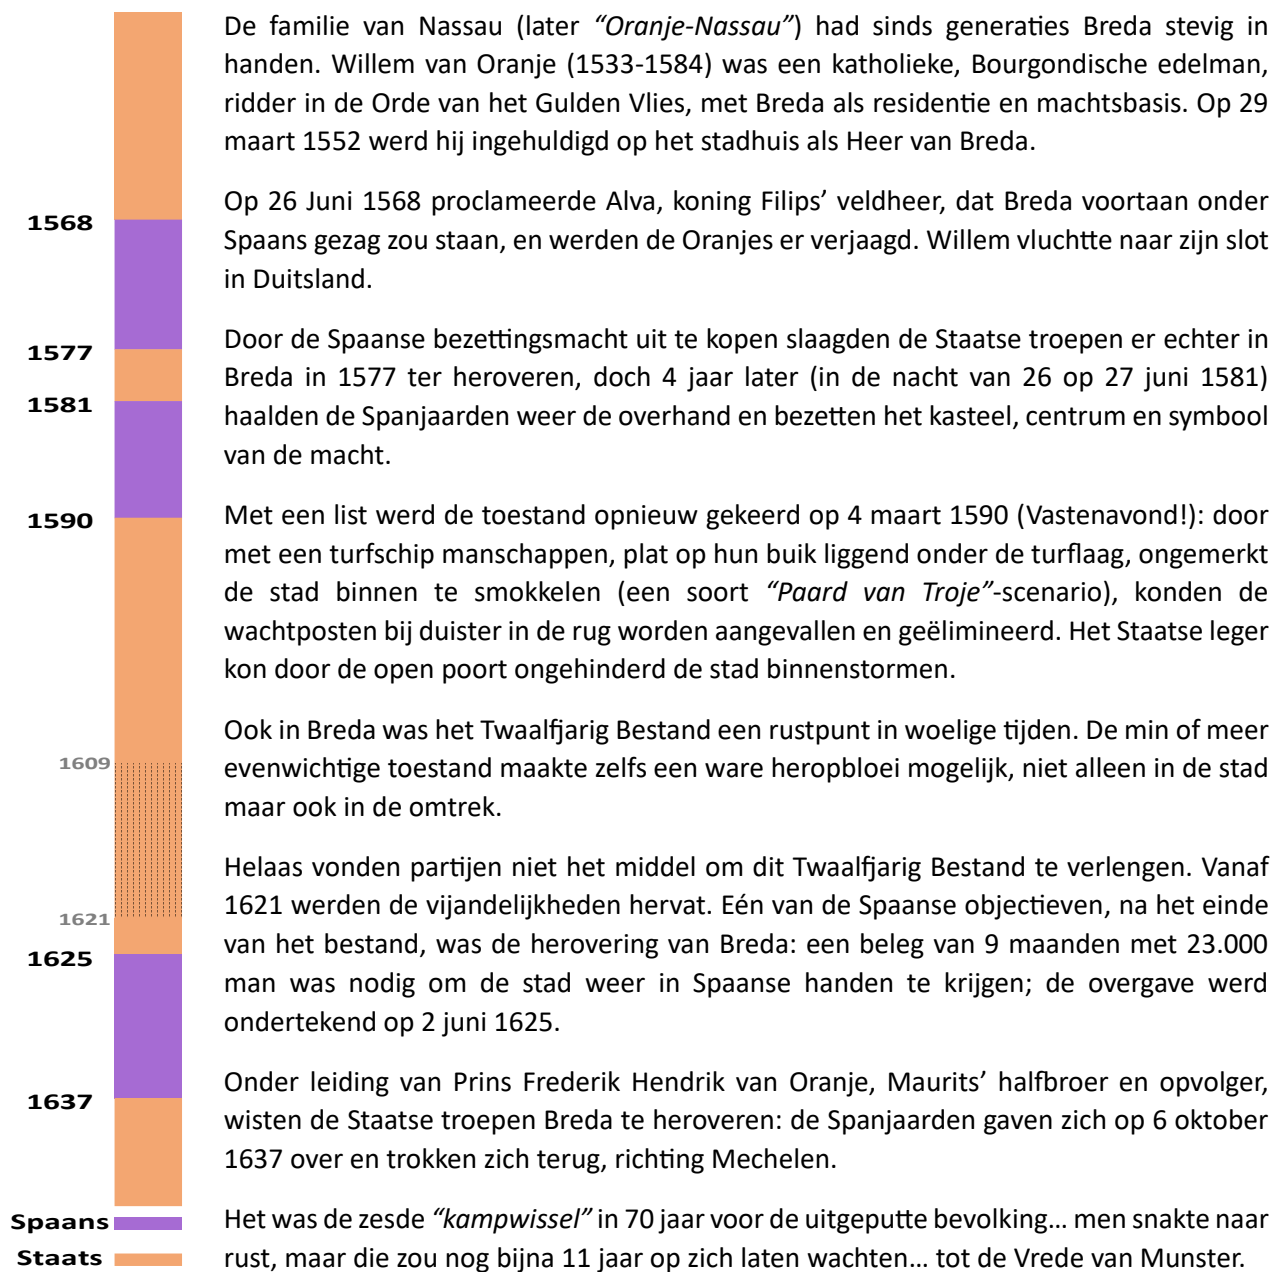 De familie van Nassau (later “Oranje-Nassau”) had sinds generaties Breda stevig in
handen. Willem van Oranje (1533-1584) was een katholieke, Bourgondische edelman,
ridder in de Orde van het Gulden Vlies, met Breda als residentie en machtsbasis. Op 29
maart 1552 werd hij ingehuldigd op het stadhuis als Heer van Breda.
1568
Op 26 Juni 1568 proclameerde Alva, koning Filips’ veldheer, dat Breda voortaan onder
Spaans gezag zou staan, en werden de Oranjes er verjaagd. Willem vluchtte naar zijn slot
in Duitsland.
1577
Door de Spaanse bezettingsmacht uit te kopen slaagden de Staatse troepen er echter in
Breda in 1577 ter heroveren, doch 4 jaar later (in de nacht van 26 op 27 juni 1581)
haalden de Spanjaarden weer de overhand en bezetten het kasteel, centrum en symbool
van de macht.
1581
1590
Met een list werd de toestand opnieuw gekeerd op 4 maart 1590 (Vastenavond!): door
met een turfschip manschappen, plat op hun buik liggend onder de turflaag, ongemerkt
de stad binnen te smokkelen (een soort “Paard van Troje”-scenario), konden de
wachtposten bij duister in de rug worden aangevallen en geëlimineerd. Het Staatse leger
kon door de open poort ongehinderd de stad binnenstormen.
1609
Ook in Breda was het Twaalfjarig Bestand een rustpunt in woelige tijden. De min of meer
evenwichtige toestand maakte zelfs een ware heropbloei mogelijk, niet alleen in de stad
maar ook in de omtrek.
1621
Helaas vonden partijen niet het middel om dit Twaalfjarig Bestand te verlengen. Vanaf
1621 werden de vijandelijkheden hervat. Eén van de Spaanse objectieven, na het einde
van het bestand, was de herovering van Breda: een beleg van 9 maanden met 23.000
man was nodig om de stad weer in Spaanse handen te krijgen; de overgave werd
ondertekend op 2 juni 1625.
1625
1637
Onder leiding van Prins Frederik Hendrik van Oranje, Maurits’ halfbroer en opvolger,
wisten de Staatse troepen Breda te heroveren: de Spanjaarden gaven zich op 6 oktober
1637 over en trokken zich terug, richting Mechelen.
Spaans
Staats
Het was de zesde “kampwissel” in 70 jaar voor de uitgeputte bevolking… men snakte naar
rust, maar die zou nog bijna 11 jaar op zich laten wachten… tot de Vrede van Munster.